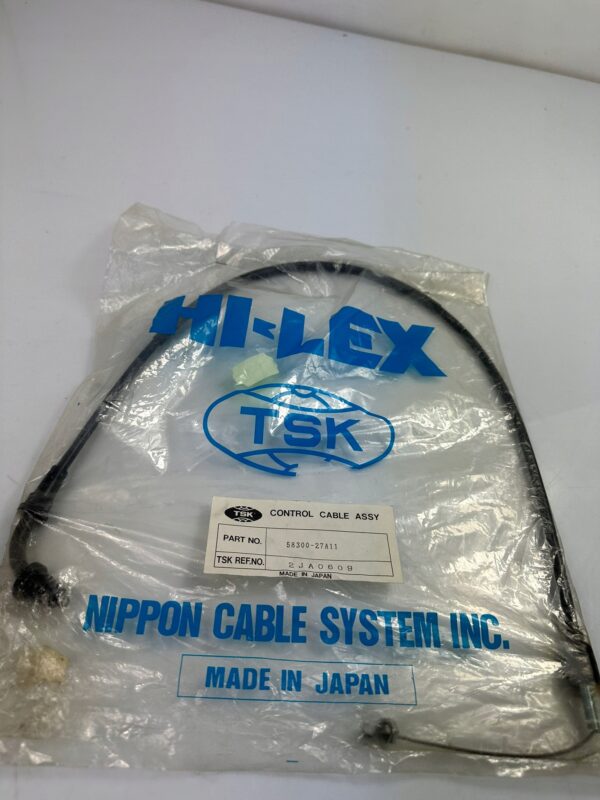 HI-LEX
TSK
TSK CONTROL CABLE ASSY
PART NO. 58300-27A11
TSK REF.NO. 2JA0609
MADE IN JAPAN
NIPPON CABLE SYSTEM INC.
MADE IN JAPAN